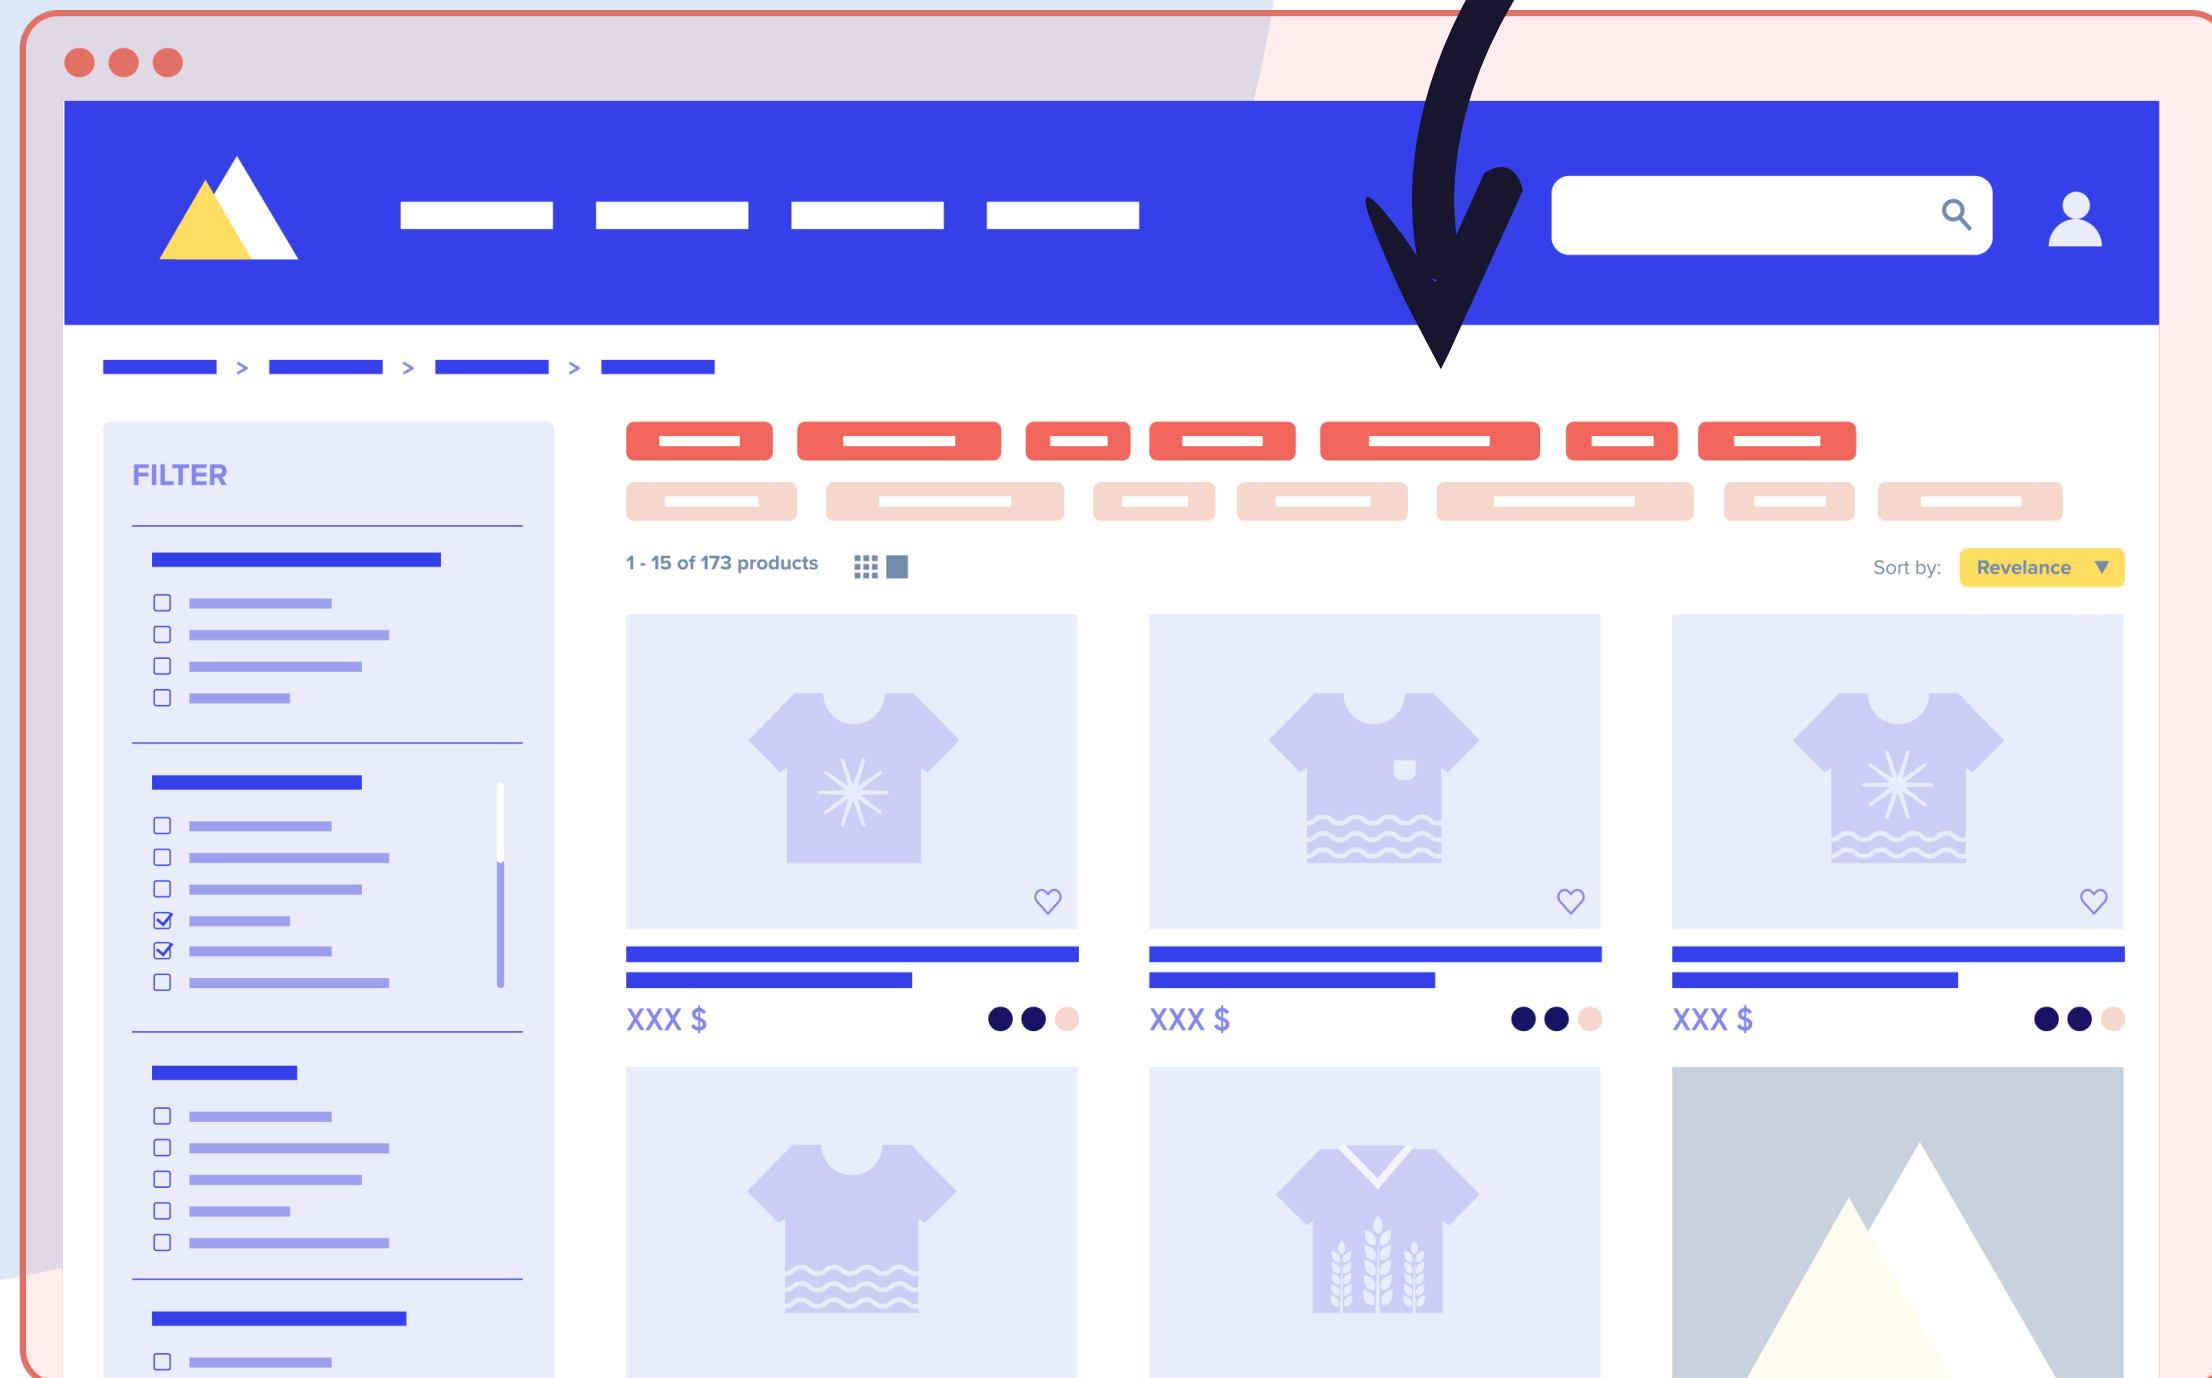 >
>
>
FILTER
1 - 15 of 173 products
Sort by: Revelance ▼
XXX $
XXX $
XXX $